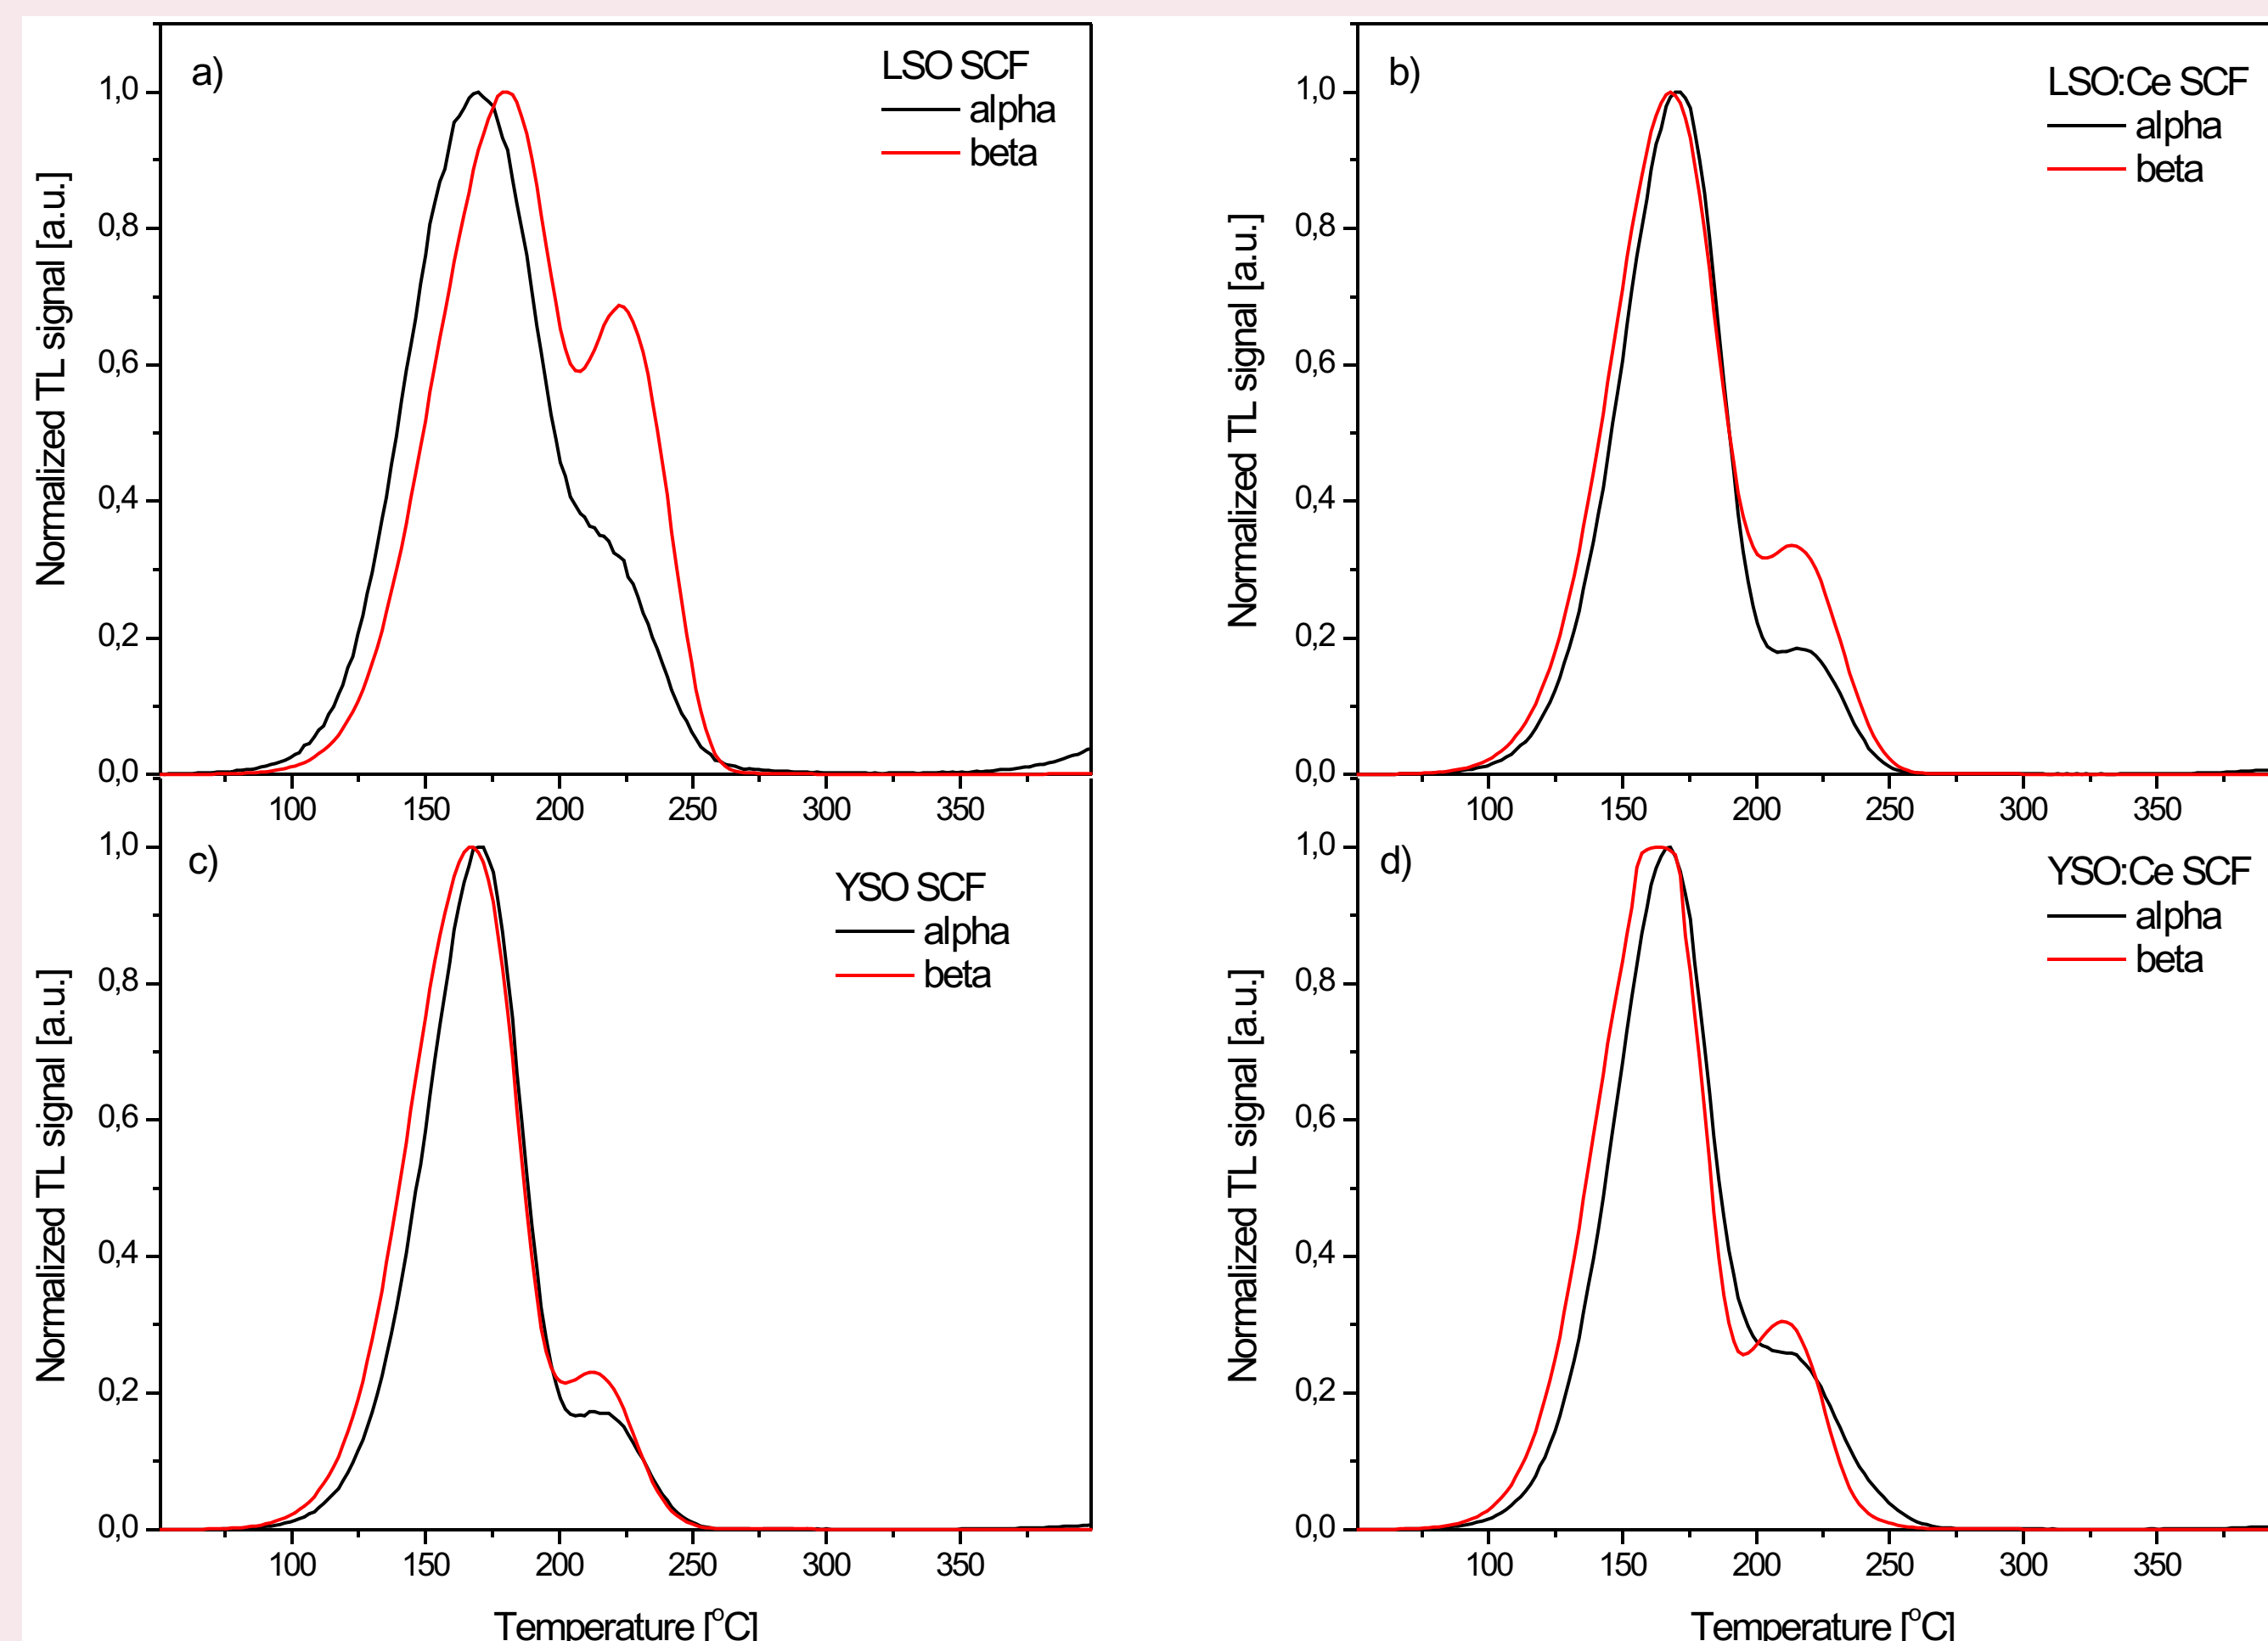 a)
LSO SCF
alpha
beta
Normalized TL signal [a.u.]
1,0
0,8
0,6
0,4
0,2
0,0
100 150 200 250 300 350
b)
LSO:Ce SCF
alpha
beta
Normalized TL signal [a.u.]
1,0
0,8
0,6
0,4
0,2
0,0
100 150 200 250 300 350
c)
YSO SCF
alpha
beta
Normalized TL signal [a.u.]
1,0
0,8
0,6
0,4
0,2
0,0
100 150 200 250 300 350
Temperature [°C]
d)
YSO:Ce SCF
alpha
beta
Normalized TL signal [a.u.]
1,0
0,8
0,6
0,4
0,2
0,0
100 150 200 250 300 350
Temperature [°C]